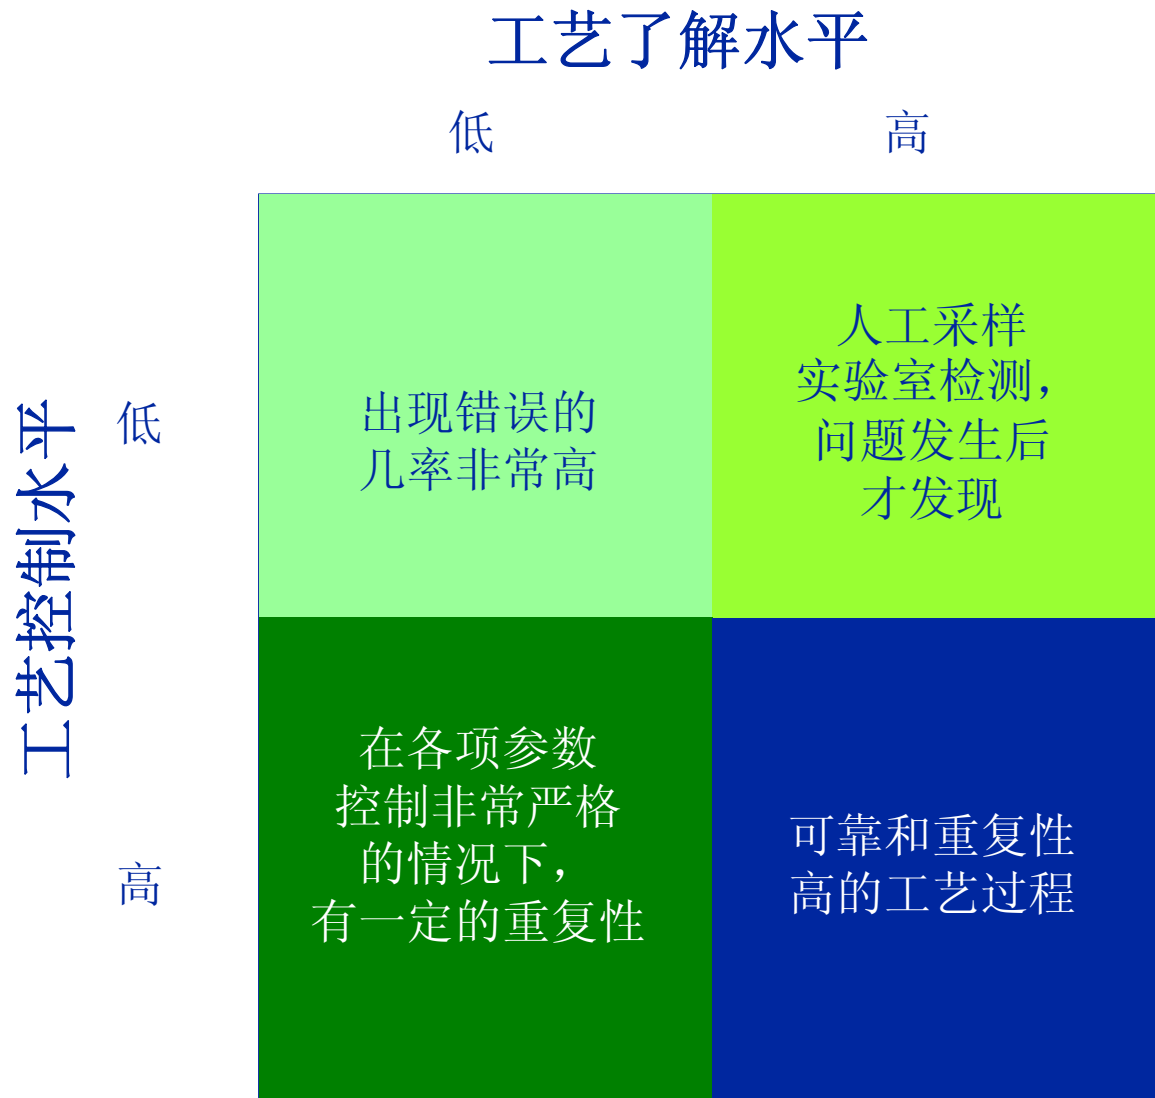 工艺了解水平
低
高
工艺控制水平
低
出现错误的
几率非常高
人工采样
实验室检测，
问题发生后
才发现
高
在各项参数
控制非常严格
的情况下，
有一定的重复性
可靠和重复性
高的工艺过程